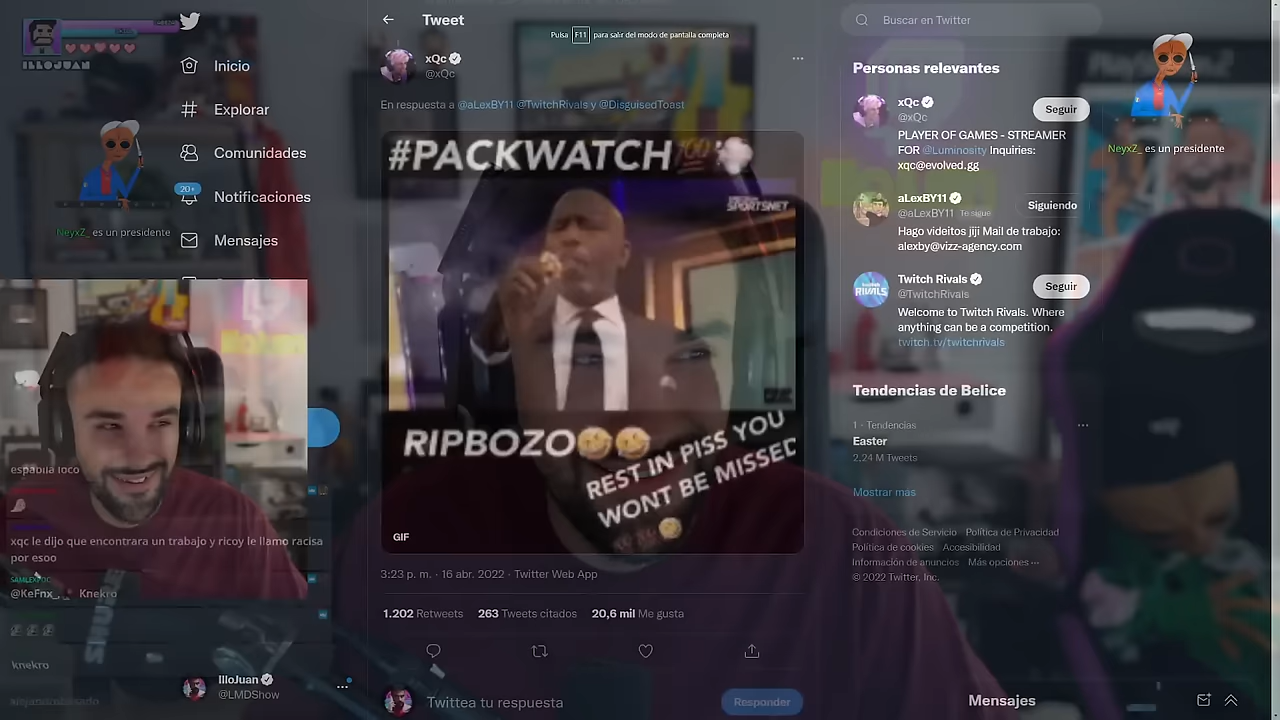 ILLOJUAN
Inicio
Explorar
Comunidades
20+
Notificaciones
Mensajes
NeyxZ_ es un presidente
espabila loco
xqc le dijo que encontrara un trabajo y ricoy le llamo racisa
por esoo
@KeFnx_ Knekro
knekro
IlloJuan
@LMDShow
Tweet
Pulsa F11 para salir del modo de pantalla completa
xQc
@xQc
En respuesta a @aLexBY11 @TwitchRivals y @DisguisedToast
#PACKWATCH💯
SPORTSNET
RIPBOZO
REST IN PISS YOU
WONT BE MISSED
GIF
3:23 p. m. · 16 abr. 2022 · Twitter Web App
1.202 Retweets 263 Tweets citados 20,6 mil Me gusta
Twittea tu respuesta
Responder
Buscar en Twitter
Personas relevantes
xQc
@xQc
Seguir
PLAYER OF GAMES - STREAMER
FOR @Luminosity Inquiries:
xqc@evolved.gg
aLexBY11
@aLexBY11 Te sigue
Siguiendo
Hago videitos jiji Mail de trabajo:
alexby@vizz-agency.com
Twitch Rivals
@TwitchRivals
Seguir
Welcome to Twitch Rivals. Where
anything can be a competition.
twitch.tv/twitchrivals
RIVALS
Tendencias de Belice
1 · Tendencias
Easter
2,24 M Tweets
Mostrar más
Condiciones de Servicio Política de Privacidad
Política de cookies Accesibilidad
Información de anuncios Más opciones ···
© 2022 Twitter, Inc.
Mensajes
NeyxZ_ es un presidente